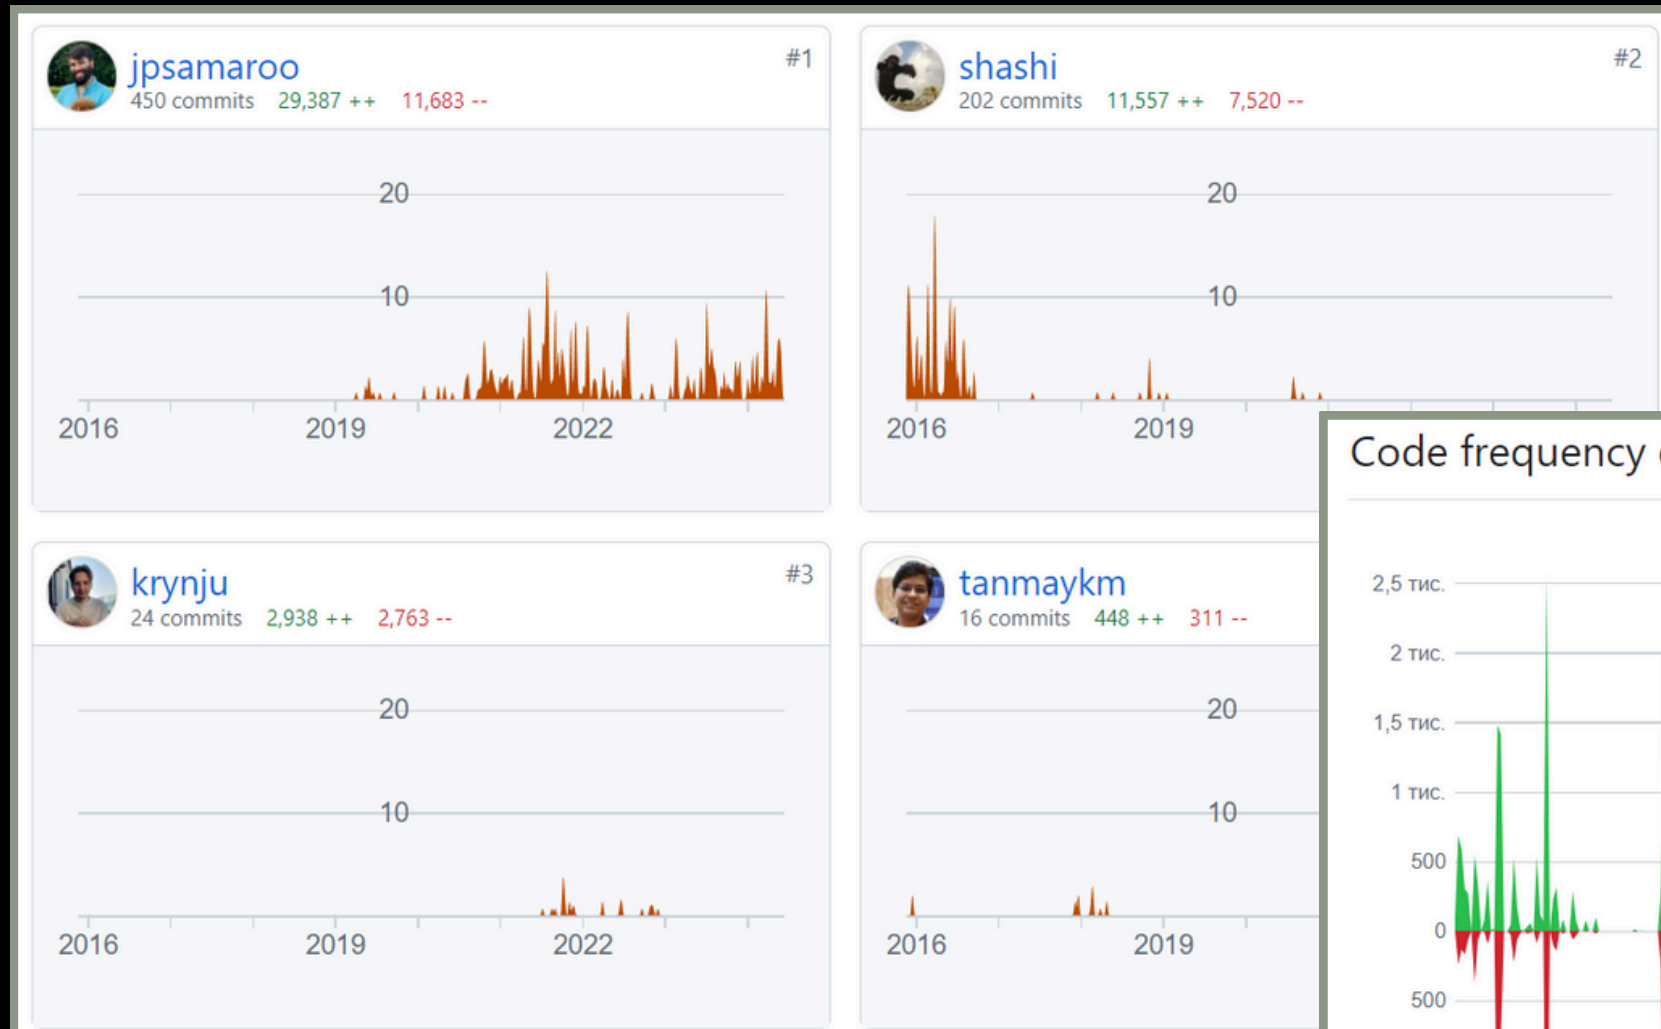 jpsamaroo #1
450 commits 29,387 ++ 11,683 --
20
10
2016 2019 2022
shashi #2
202 commits 11,557 ++ 7,520 --
20
10
2016 2019
krynju #3
24 commits 2,938 ++ 2,763 --
20
10
2016 2019 2022
tanmaykm
16 commits 448 ++ 311 --
20
10
2016 2019
Code frequency
2,5 тис.
2 тис.
1,5 тис.
1 тис.
500
0
500